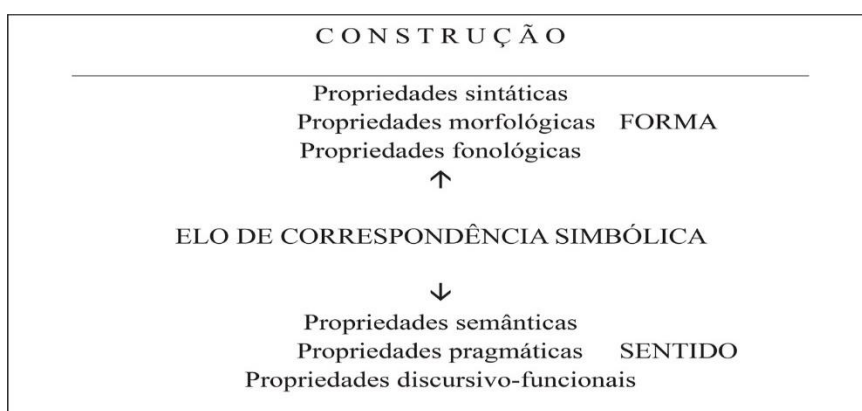 CONSTRUÇÃO
Propriedades sintáticas
Propriedades morfológicas FORMA
Propriedades fonológicas
↑
ELO DE CORRESPONDÊNCIA SIMBÓLICA
↓
Propriedades semânticas
Propriedades pragmáticas SENTIDO
Propriedades discursivo-funcionais